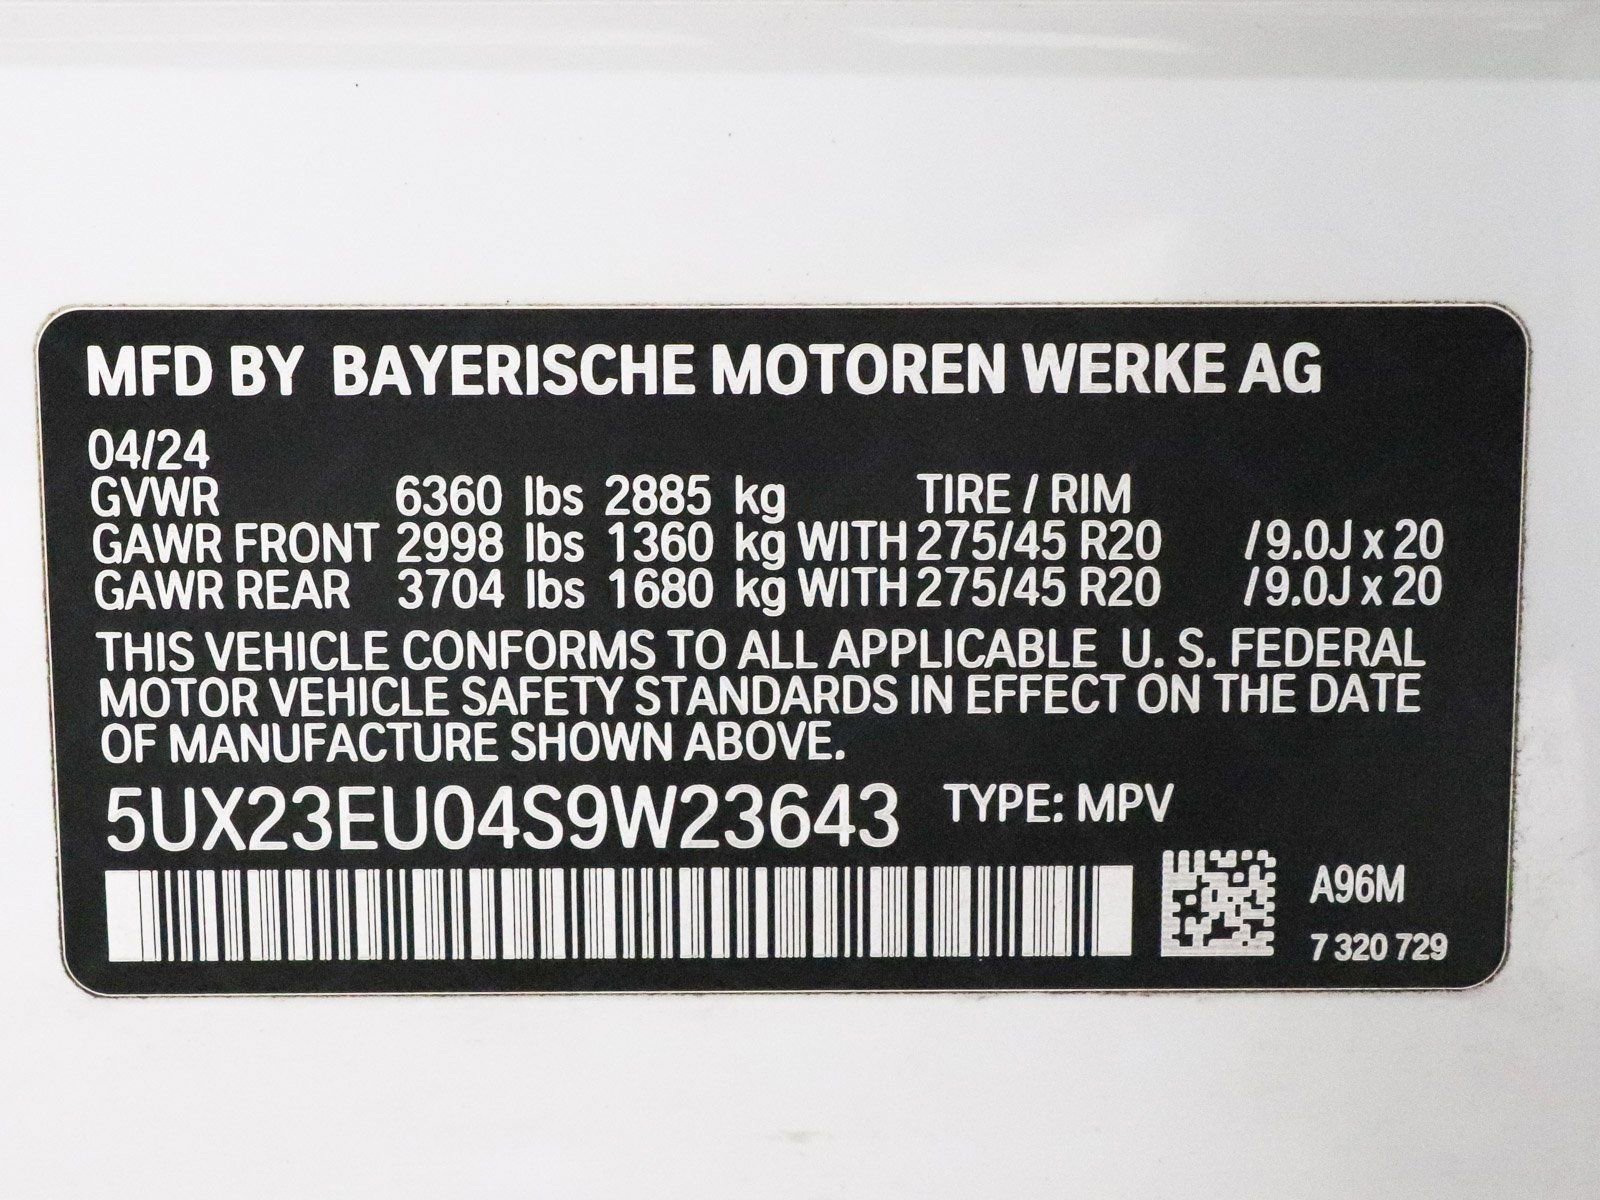 MFD BY BAYERISCHE MOTOREN WERKE AG
04/24
GVWR 6360 lbs 2885 kg TIRE / RIM
GAWR FRONT 2998 lbs 1360 kg WITH 275/45 R20 / 9.0J x 20
GAWR REAR 3704 lbs 1680 kg WITH 275/45 R20 / 9.0J x 20
THIS VEHICLE CONFORMS TO ALL APPLICABLE U. S. FEDERAL
MOTOR VEHICLE SAFETY STANDARDS IN EFFECT ON THE DATE
OF MANUFACTURE SHOWN ABOVE.
5UX23EU04S9W23643 TYPE: MPV
A96M
7 320 729